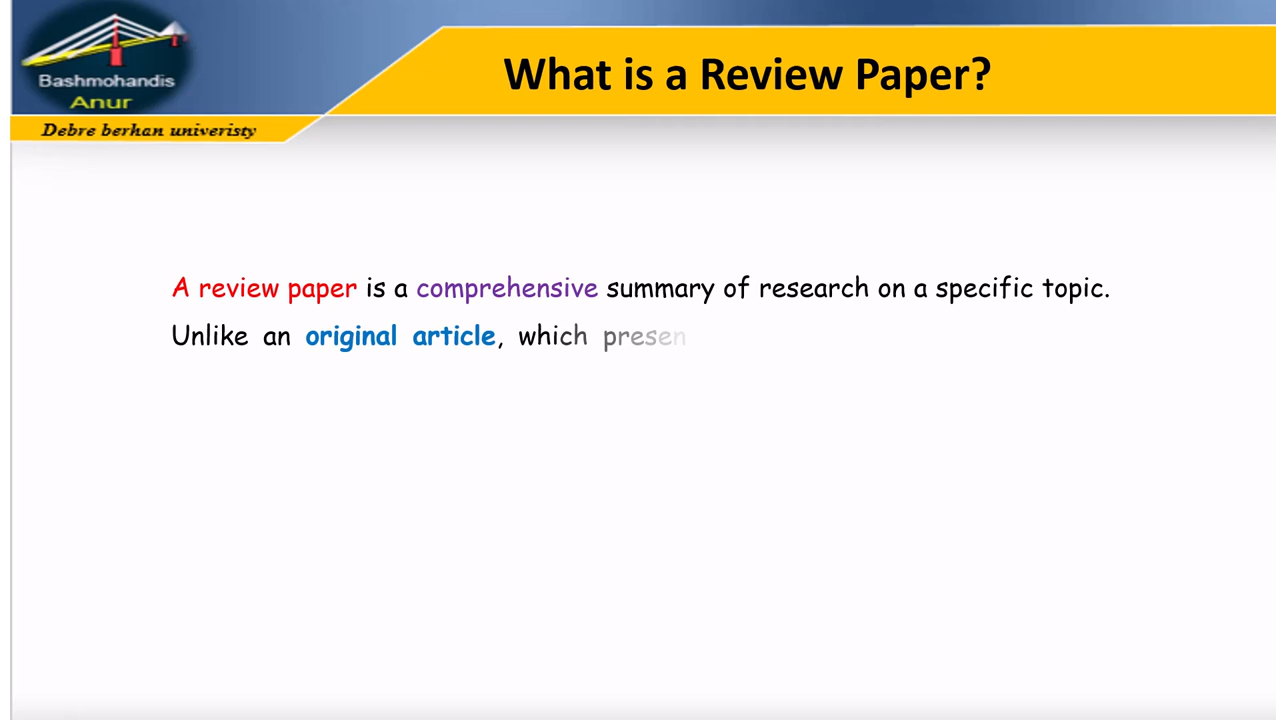 Bashmohandis
Anur
Debre berhan univeristy
What is a Review Paper?
A review paper is a comprehensive summary of research on a specific topic.
Unlike an original article, which presen